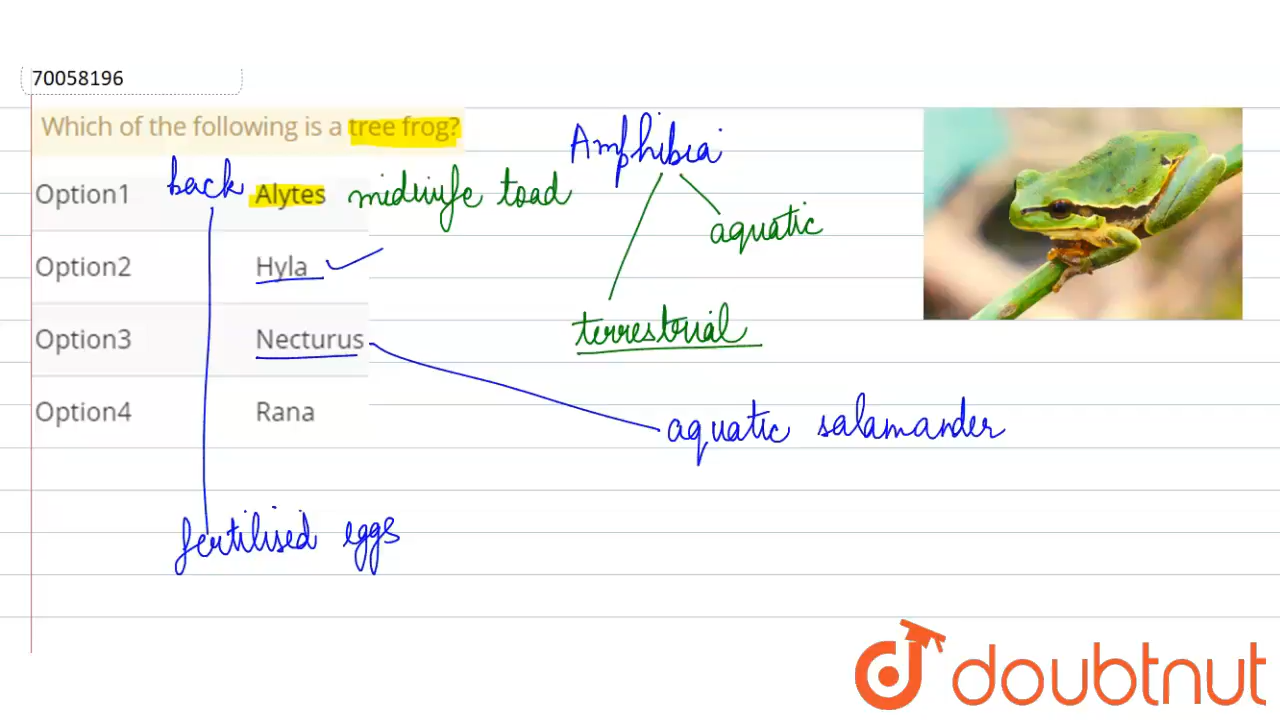 70058196
Which of the following is a tree frog?
Amphibia
back
Option1 Alytes midwife toad
aquatic
Option2 Hyla
terrestrial
Option3 Necturus
Option4 Rana
aquatic salamander
fertilised eggs
doubtnut